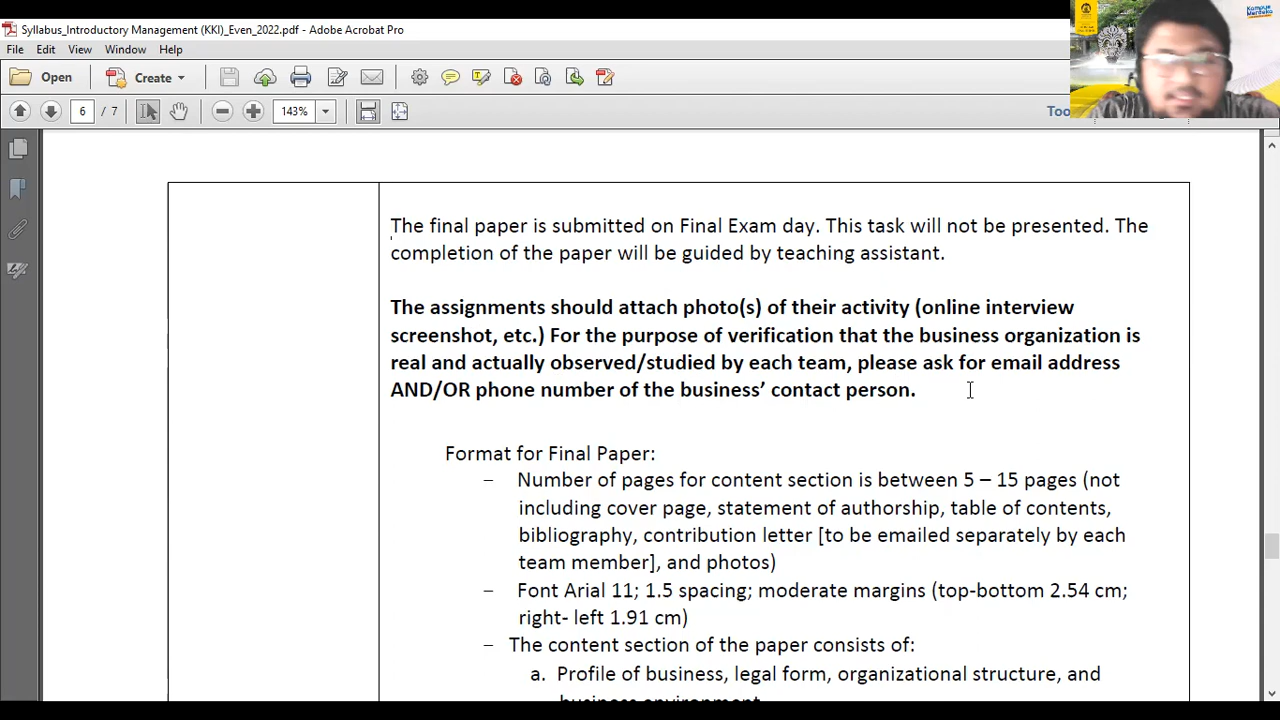 Syllabus_Introductory Management (KKI)_Even_2022.pdf - Adobe Acrobat Pro
File Edit View Window Help
Open Create
6 / 7 143% Too
The final paper is submitted on Final Exam day. This task will not be presented. The
completion of the paper will be guided by teaching assistant.
The assignments should attach photo(s) of their activity (online interview
screenshot, etc.) For the purpose of verification that the business organization is
real and actually observed/studied by each team, please ask for email address
AND/OR phone number of the business’ contact person.
Format for Final Paper:
– Number of pages for content section is between 5 – 15 pages (not
including cover page, statement of authorship, table of contents,
bibliography, contribution letter [to be emailed separately by each
team member], and photos)
– Font Arial 11; 1.5 spacing; moderate margins (top-bottom 2.54 cm;
right- left 1.91 cm)
– The content section of the paper consists of:
a. Profile of business, legal form, organizational structure, and
business environment